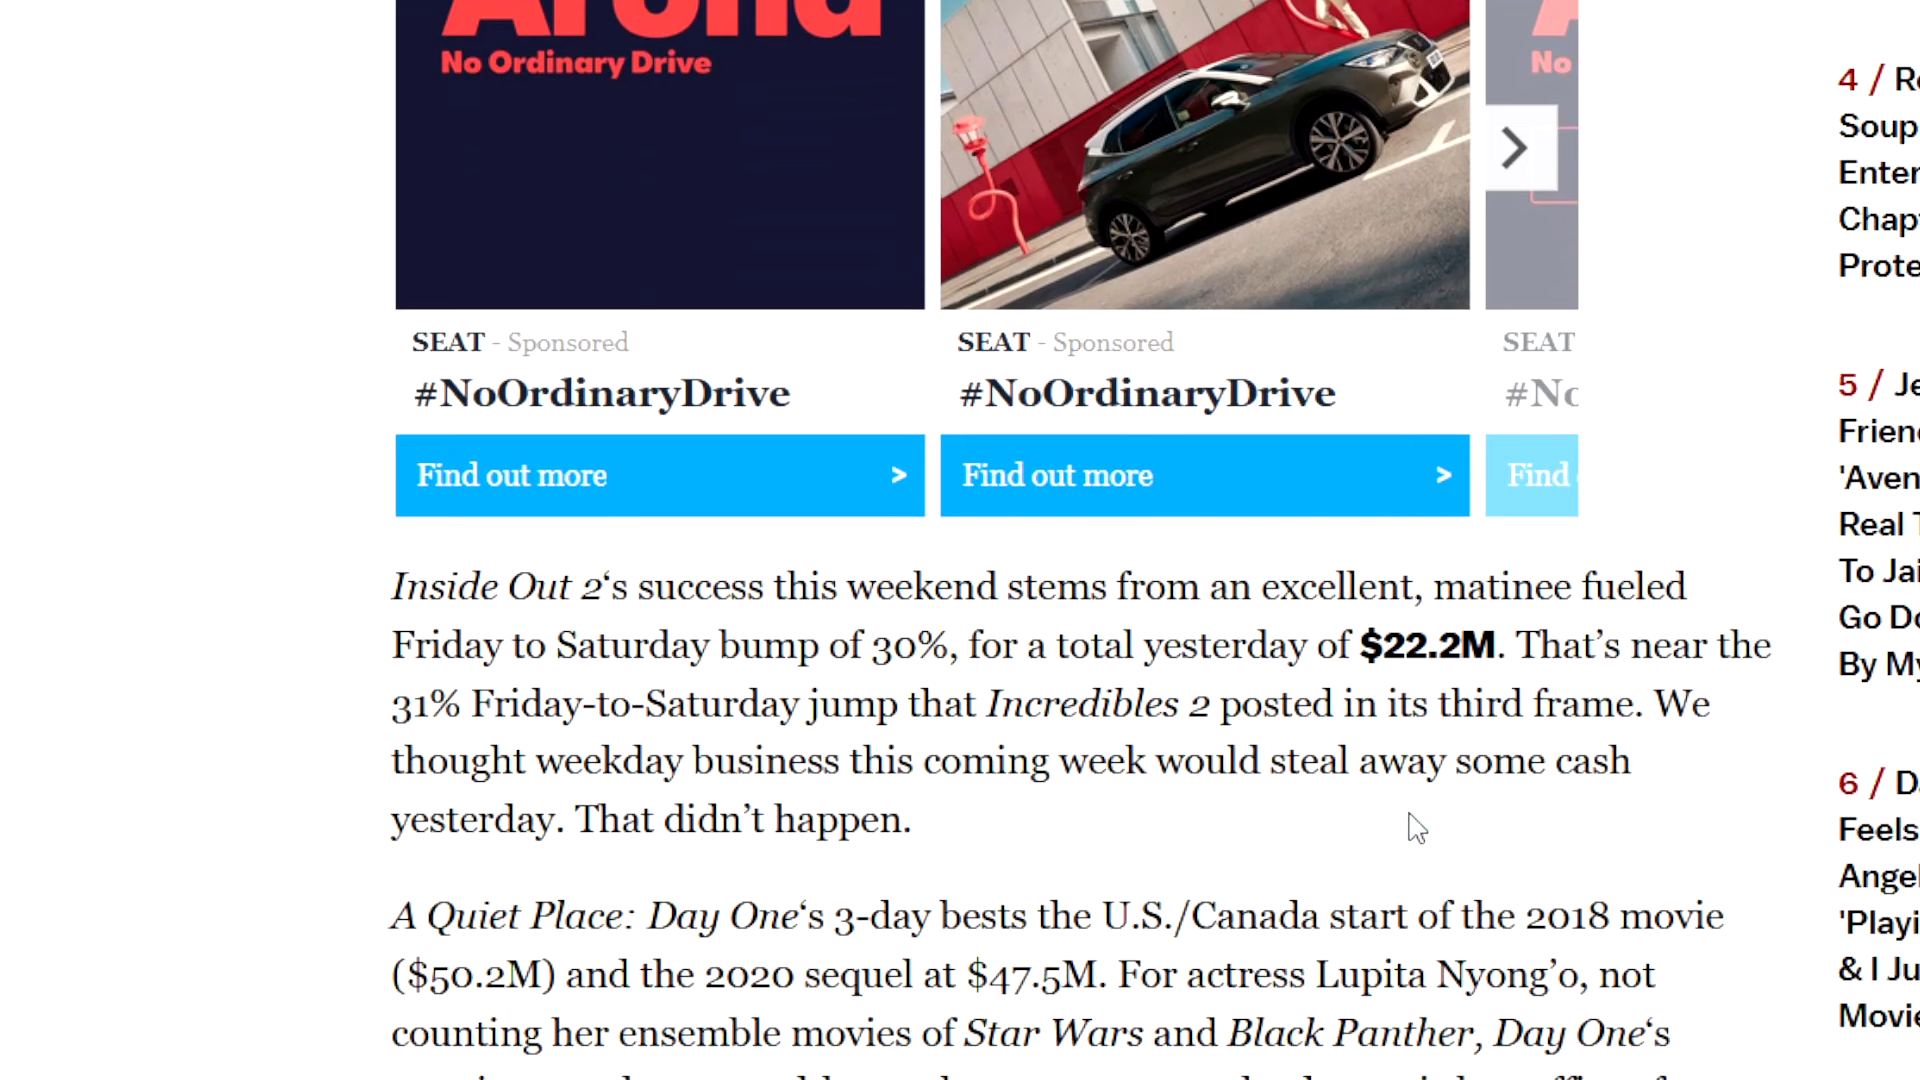 No Ordinary Drive
No
SEAT - Sponsored
#NoOrdinaryDrive
Find out more >
SEAT - Sponsored
#NoOrdinaryDrive
Find out more >
SEAT
Find
Inside Out 2‘s success this weekend stems from an excellent, matinee fueled
Friday to Saturday bump of 30%, for a total yesterday of $22.2M. That’s near the
31% Friday-to-Saturday jump that Incredibles 2 posted in its third frame. We
thought weekday business this coming week would steal away some cash
yesterday. That didn’t happen.
A Quiet Place: Day One‘s 3-day bests the U.S./Canada start of the 2018 movie
($50.2M) and the 2020 sequel at $47.5M. For actress Lupita Nyong’o, not
counting her ensemble movies of Star Wars and Black Panther, Day One‘s
4 /
Soup
5 /
Real
To
Go
By
6 /
Feels
& I